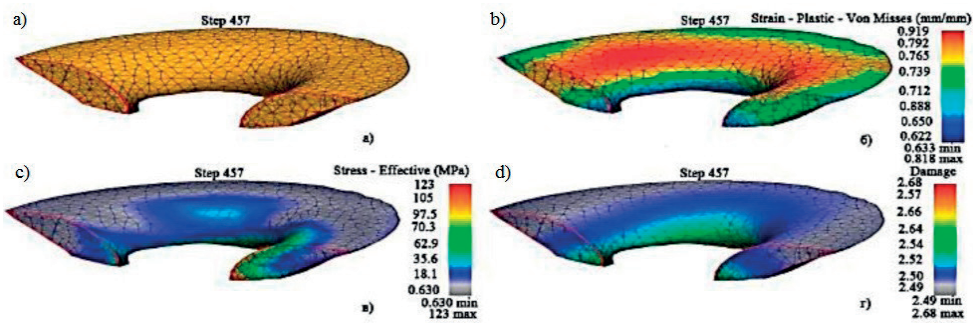 a)
Step 457
а)
b)
Step 457
Strain - Plastic - Von Misses (mm/mm)
0.919
0.792
0.765
0.739
0.712
0.888
0.650
0.622
0.633 min
0.818 max
б)
c)
Step 457
Stress - Effective (MPa)
123
105
97.5
70.3
62.9
35.6
18.1
0.630
0.630 min
123 max
в)
d)
Step 457
Damage
2.68
2.57
2.66
2.64
2.54
2.52
2.50
2.49
2.49 min
2.68 max
г)